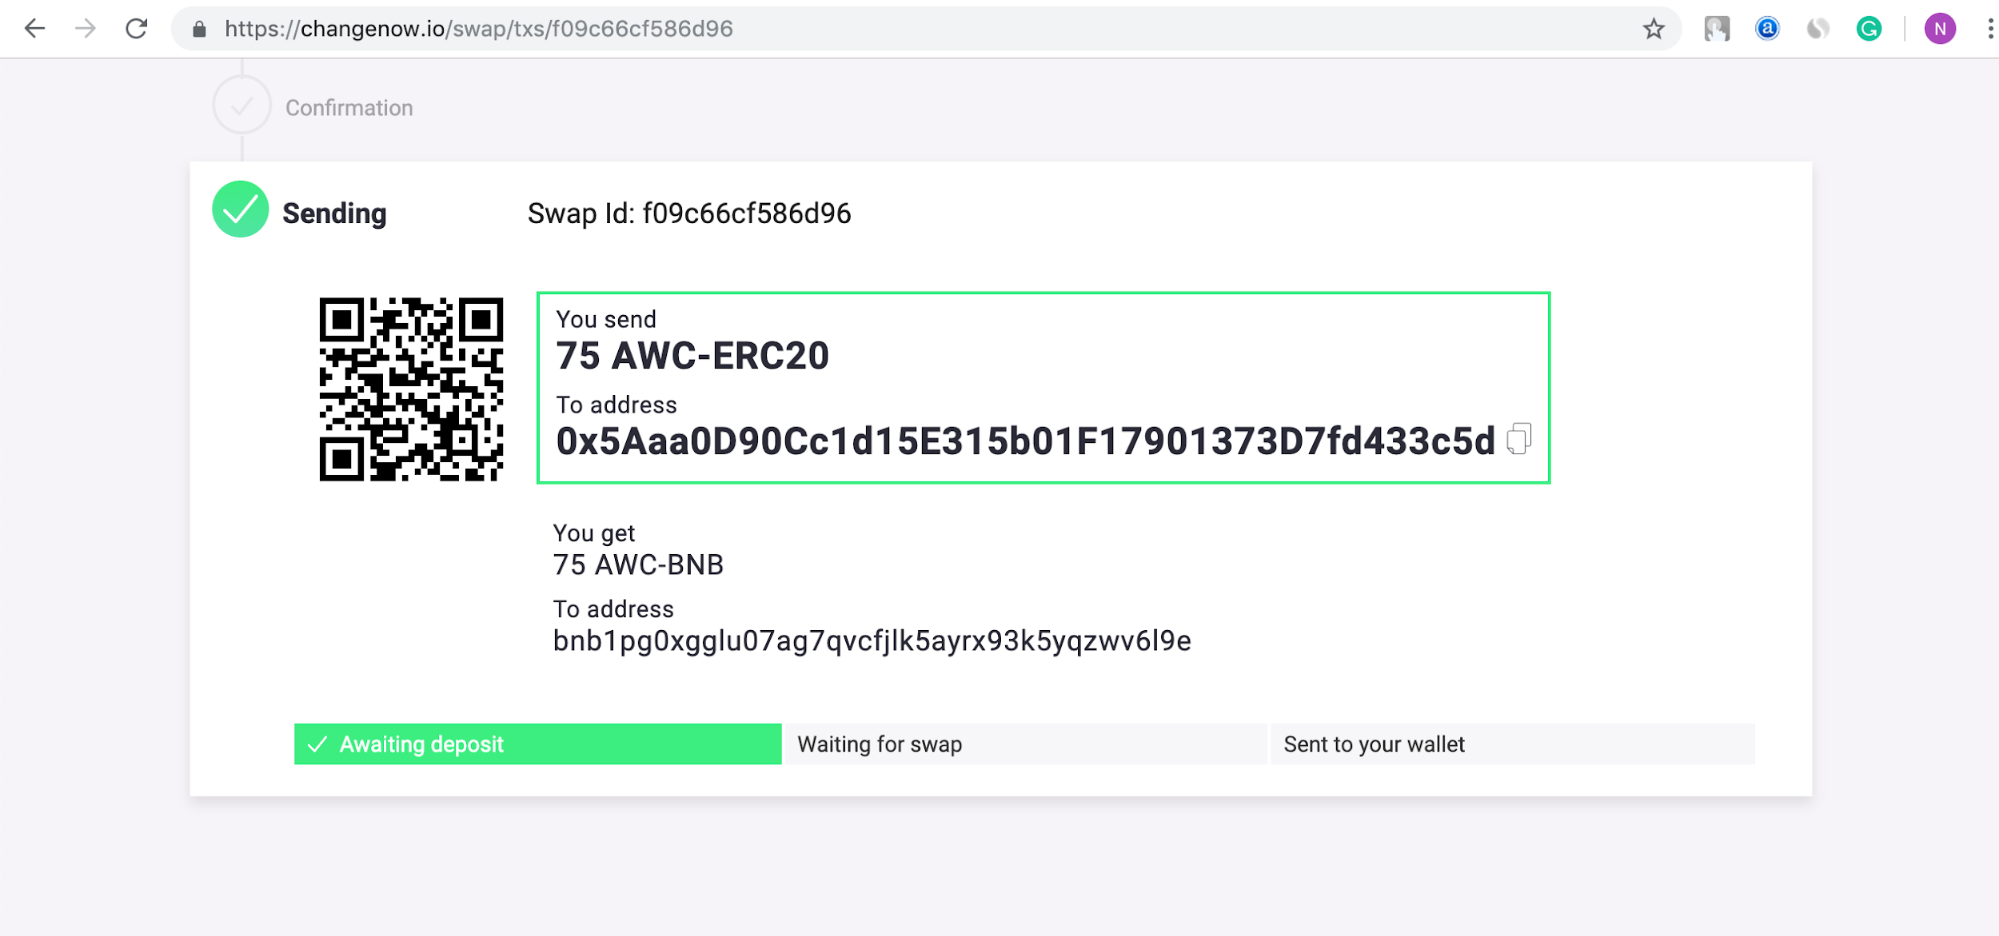 https://changenow.io/swap/txs/f09c66cf586d96
N
Confirmation
Sending
Swap Id: f09c66cf586d96
You send
75 AWC-ERC20
To address
0x5Aaa0D90Cc1d15E315b01F17901373D7fd433c5d
You get
75 AWC-BNB
To address
bnb1pg0xgglu07ag7qvcfjlk5ayrx93k5yqzwv6l9e
Awaiting deposit
Waiting for swap
Sent to your wallet